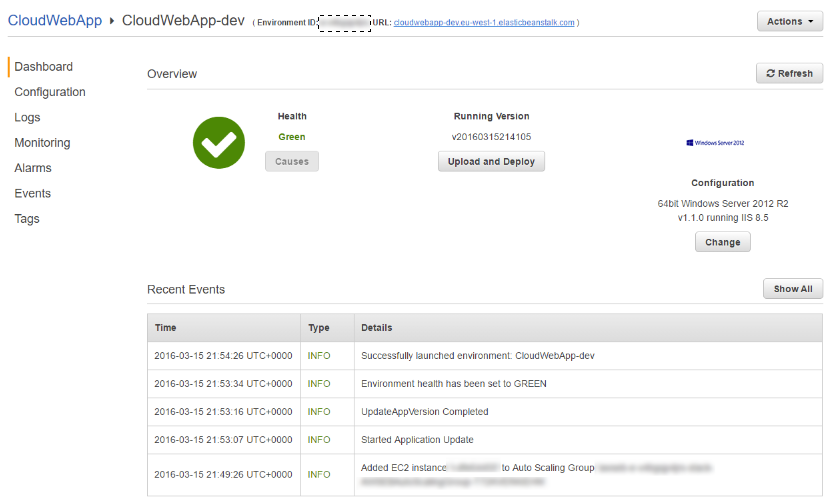 CloudWebApp CloudWebApp-dev ( Environment ID: URL: cloudwebapp-dev.eu-west-1.elasticbeanstalk.com )
Actions
Dashboard
Configuration
Logs
Monitoring
Alarms
Events
Tags
Overview
Refresh
Health
Green
Causes
Running Version
v20160315214105
Upload and Deploy
Windows Server 2012
Configuration
64bit Windows Server 2012 R2
v1.1.0 running IIS 8.5
Change
Recent Events
Show All
Time Type Details
2016-03-15 21:54:26 UTC+0000 INFO Successfully launched environment: CloudWebApp-dev
2016-03-15 21:53:34 UTC+0000 INFO Environment health has been set to GREEN
2016-03-15 21:53:16 UTC+0000 INFO UpdateAppVersion Completed
2016-03-15 21:53:07 UTC+0000 INFO Started Application Update
2016-03-15 21:49:26 UTC+0000 INFO Added EC2 instance to Auto Scaling Group